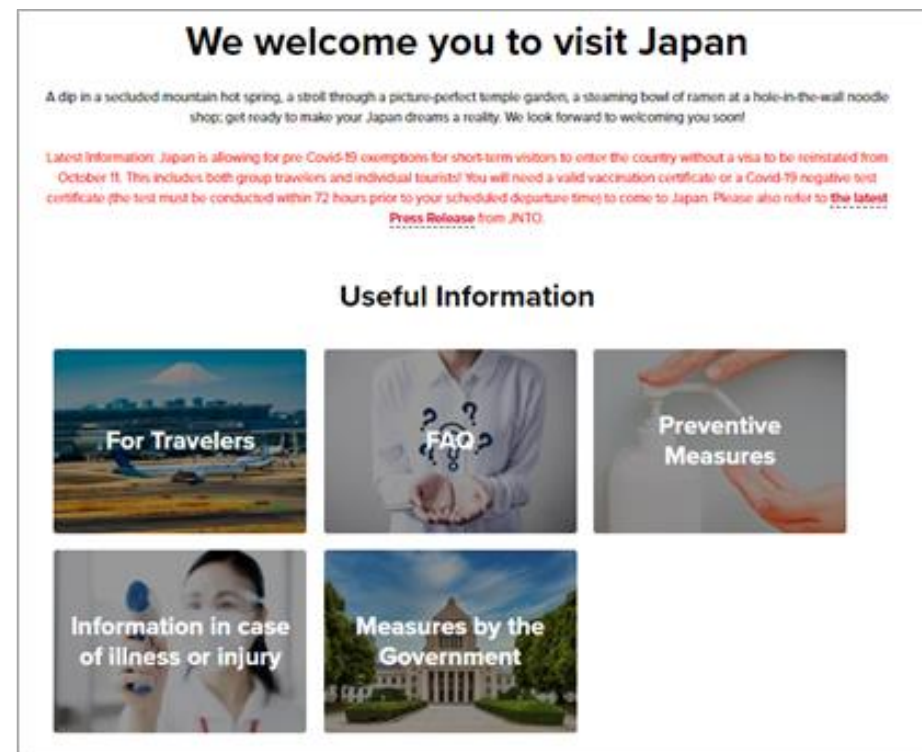 We welcome you to visit Japan
A dip in a secluded mountain hot spring, a stroll through a picture-perfect temple garden, a steaming bowl of ramen at a hole-in-the-wall noodle
shop; get ready to make your Japan dreams a reality. We look forward to welcoming you soon!
Latest Information: Japan is allowing for pre Covid-19 exemptions for short-term visitors to enter the country without a visa to be reinstated from
October 11. This includes both group travelers and individual tourists! You will need a valid vaccination certificate or a Covid-19 negative test
certificate (the test must be conducted within 72 hours prior to your scheduled departure time) to come to Japan. Please also refer to the latest
Press Release from JNTO.
Useful Information
For Travelers
FAQ
Preventive
Measures
Information in case
of illness or injury
Measures by the
Government